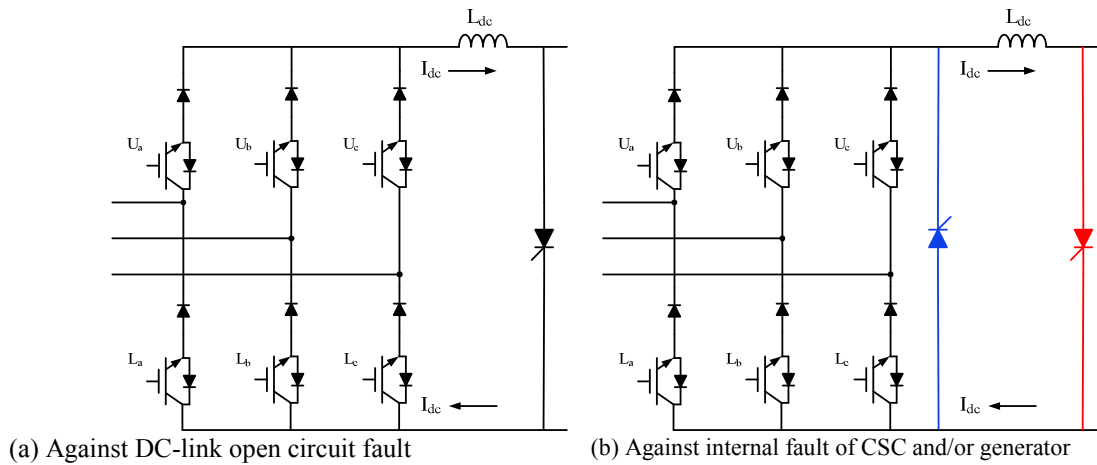 L_dc
I_dc
U_a U_b U_c
L_a L_b L_c
I_dc
(a) Against DC-link open circuit fault
L_dc
I_dc
U_a U_b U_c
L_a L_b L_c
I_dc
(b) Against internal fault of CSC and/or generator